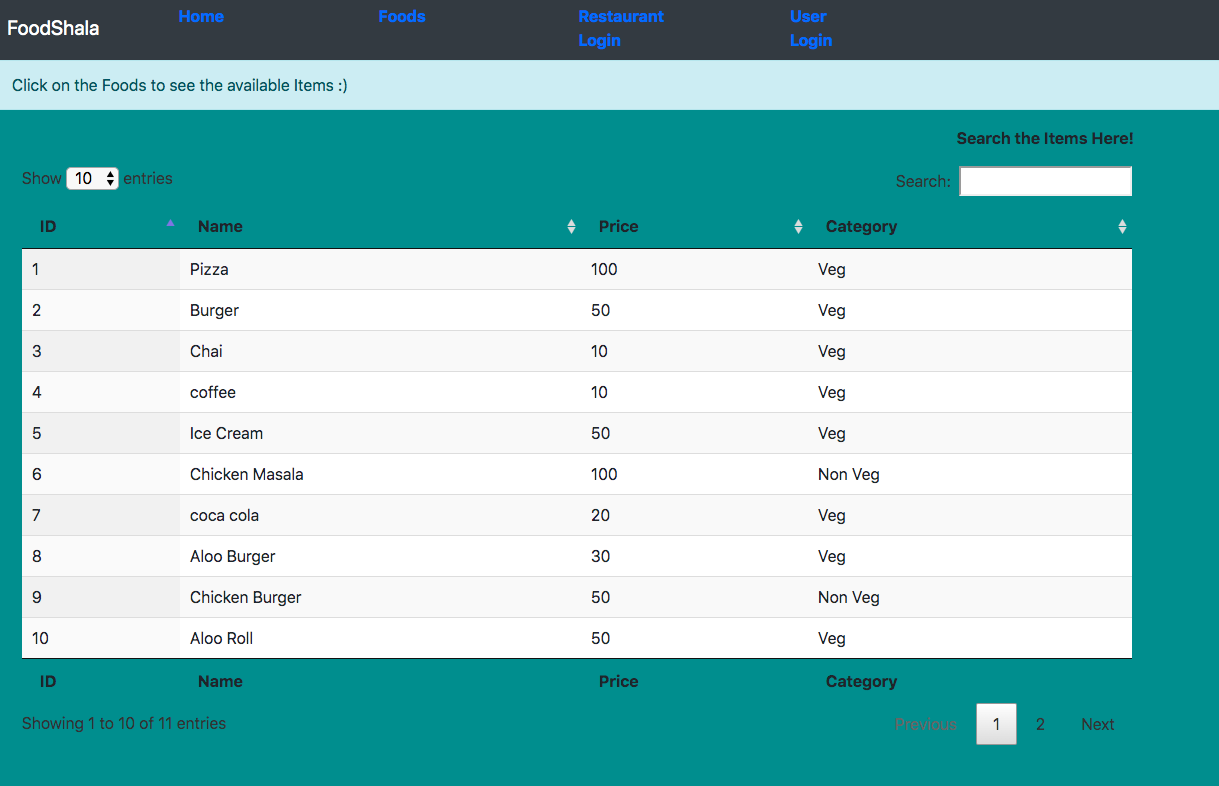 FoodShala Home Foods Restaurant Login User Login
Click on the Foods to see the available Items :)
Search the Items Here!
Show 10 entries Search:
ID Name Price Category
1 Pizza 100 Veg
2 Burger 50 Veg
3 Chai 10 Veg
4 coffee 10 Veg
5 Ice Cream 50 Veg
6 Chicken Masala 100 Non Veg
7 coca cola 20 Veg
8 Aloo Burger 30 Veg
9 Chicken Burger 50 Non Veg
10 Aloo Roll 50 Veg
ID Name Price Category
Showing 1 to 10 of 11 entries Previous 1 2 Next